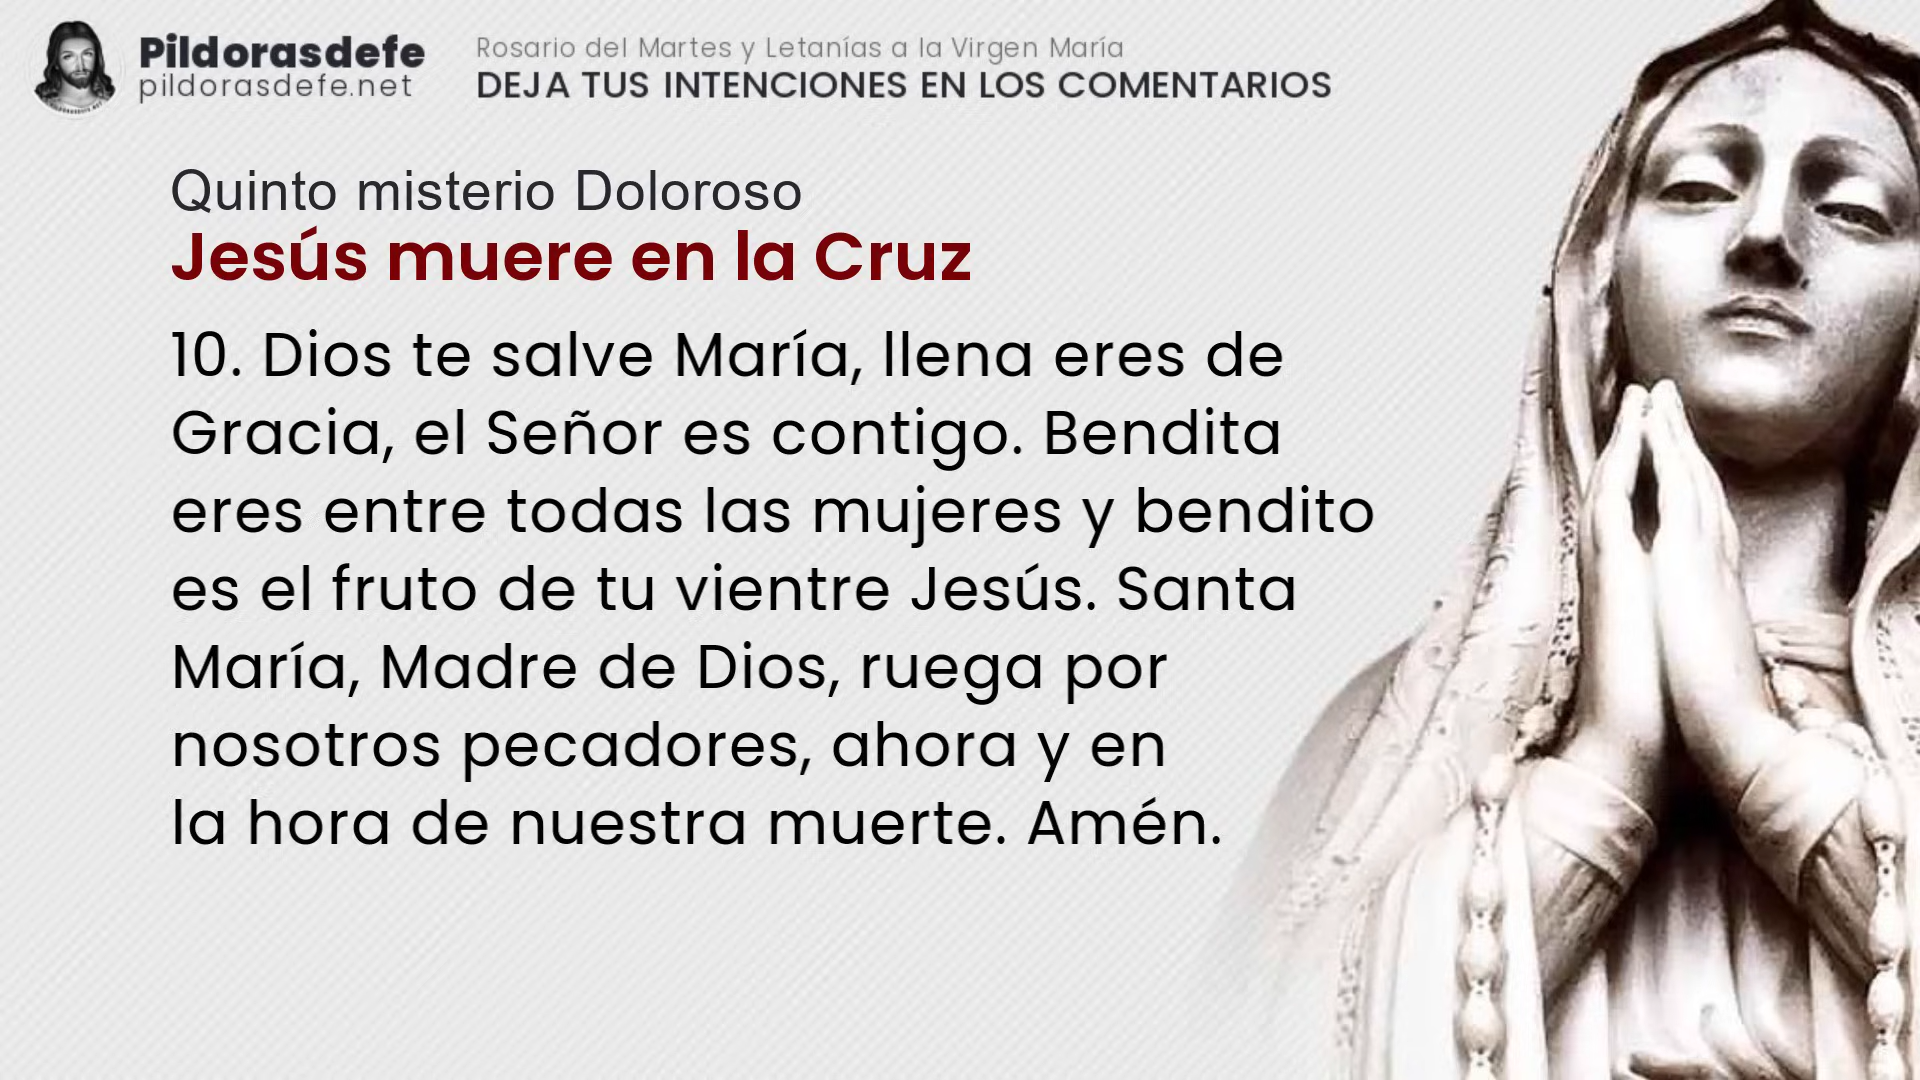 Pildorasdefe
pildorasdefe.net
Rosario del Martes y Letanías a la Virgen María
DEJA TUS INTENCIONES EN LOS COMENTARIOS
Quinto misterio Doloroso
Jesús muere en la Cruz
10. Dios te salve María, llena eres de
Gracia, el Señor es contigo. Bendita
eres entre todas las mujeres y bendito
es el fruto de tu vientre Jesús. Santa
María, Madre de Dios, ruega por
nosotros pecadores, ahora y en
la hora de nuestra muerte. Amén.